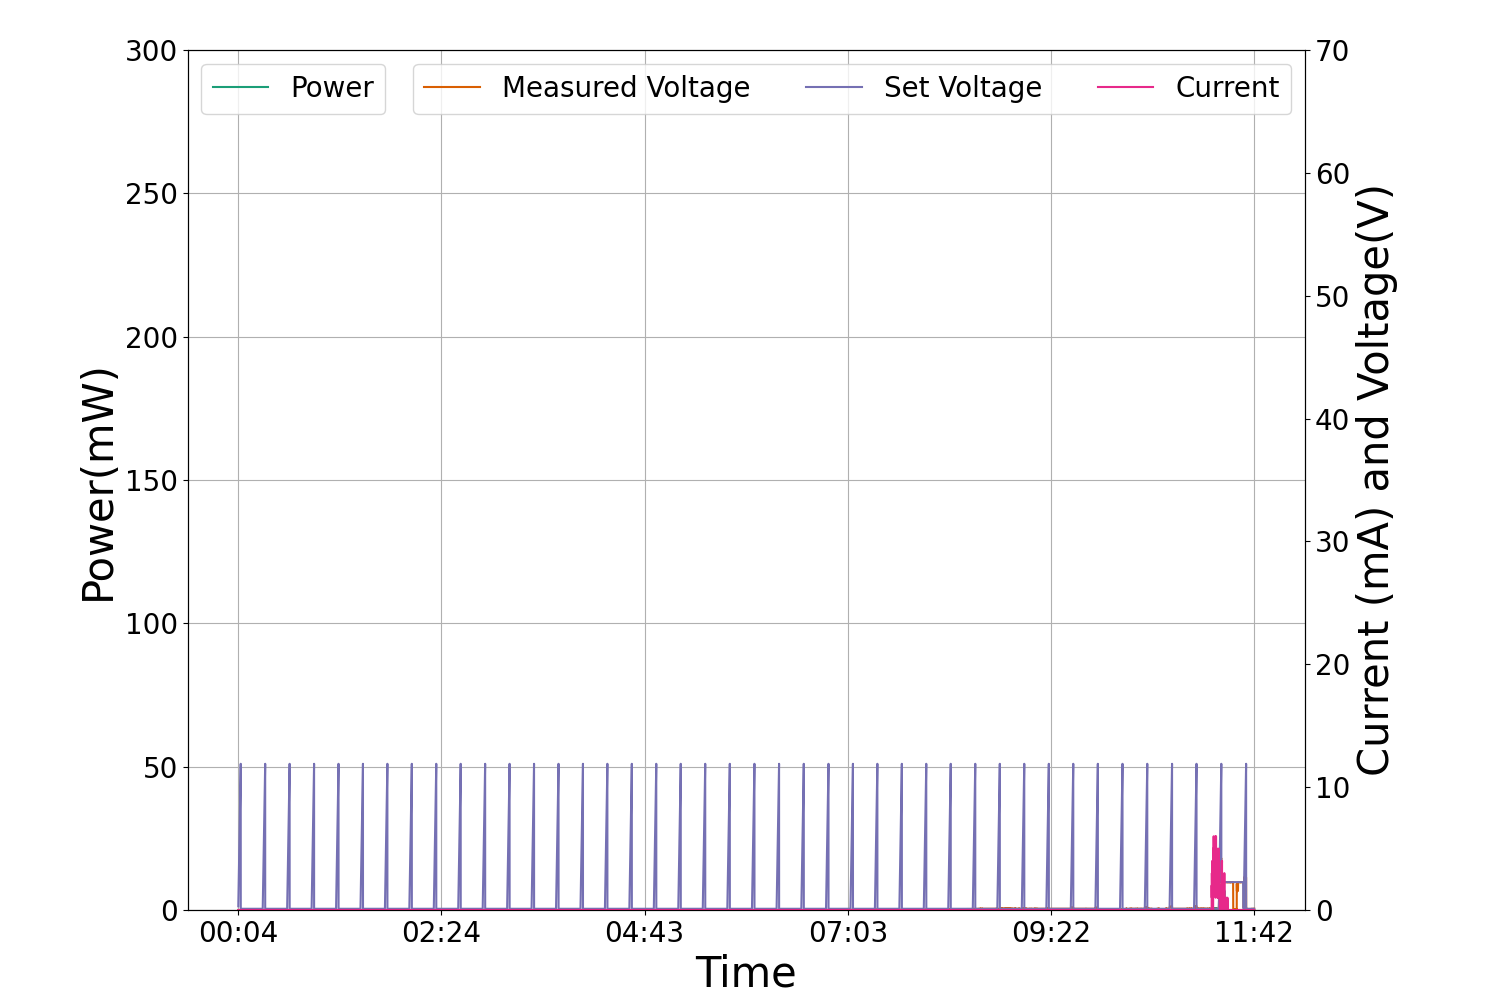 Power
Measured Voltage
Set Voltage
Current
300
250
200
150
100
50
0
Power(mW)
70
60
50
40
30
20
10
0
Current (mA) and Voltage(V)
00:04 02:24 04:43 07:03 09:22 11:42
Time